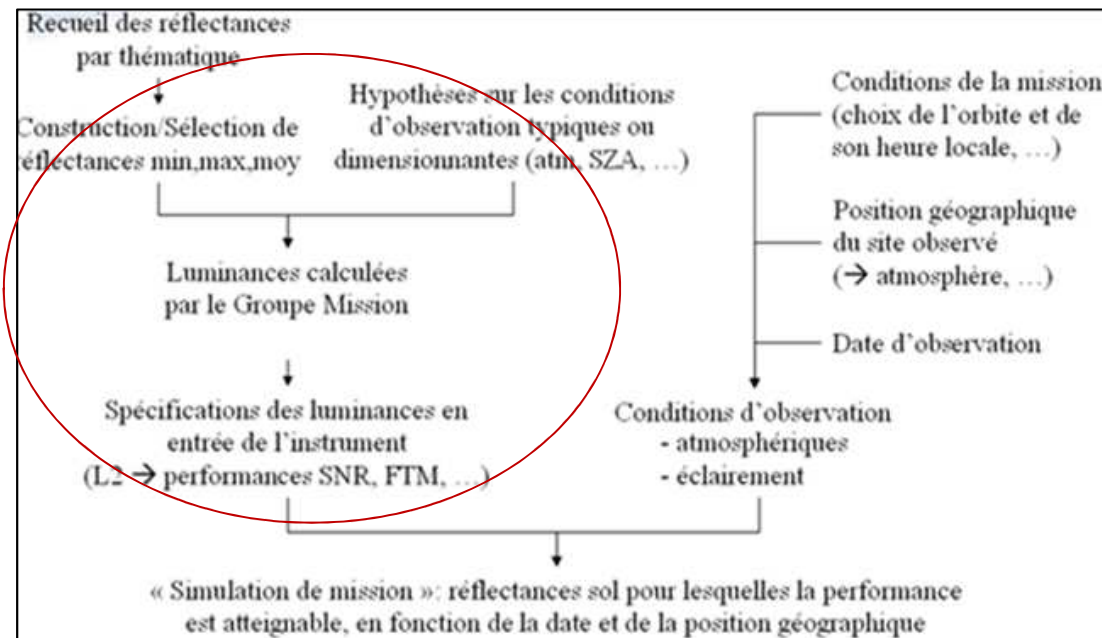 Recueil des réflectances
par thématique
Construction/Sélection de
réflectances min,max,moy
Hypothèses sur les conditions
d'observation typiques ou
dimensionnantes (atm, SZA, …)
Luminances calculées
par le Groupe Mission
Spécifications des luminances en
entrée de l'instrument
(L2 → performances SNR, FTM, …)
Conditions de la mission
(choix de l'orbite et de
son heure locale, …)
Position géographique
du site observé
(→ atmosphère, …)
Date d'observation
Conditions d'observation
- atmosphériques
- éclairement
« Simulation de mission »: réflectances sol pour lesquelles la performance
est atteignable, en fonction de la date et de la position géographique